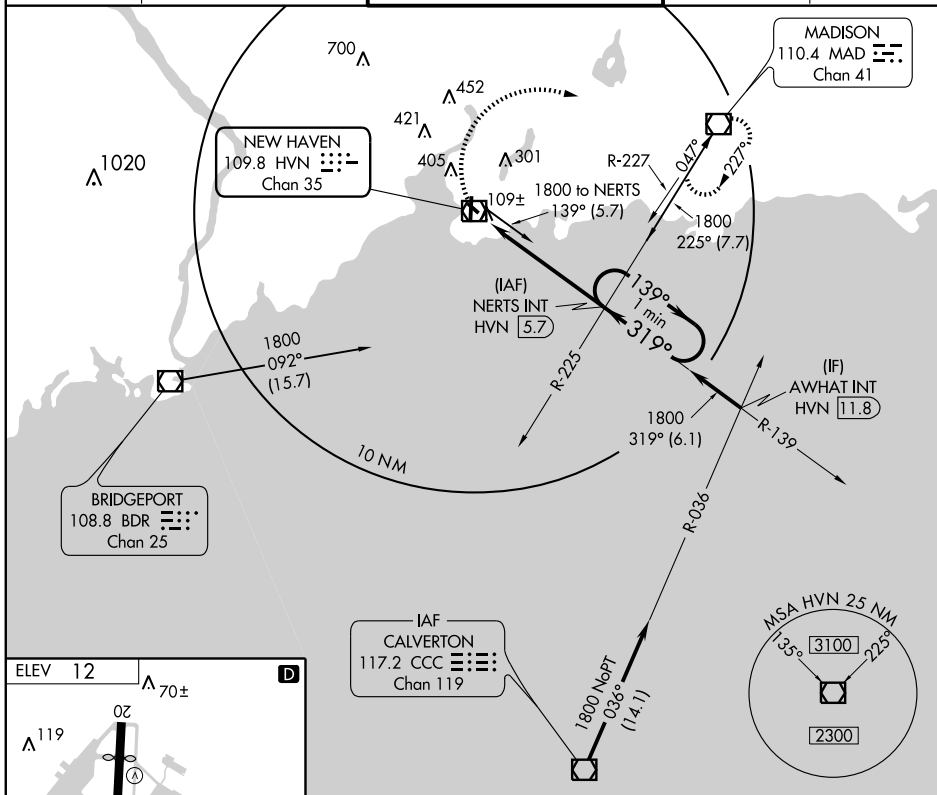 700
1020
452
421
405
301
109±
NEW HAVEN
109.8 HVN
Chan 35
MADISON
110.4 MAD
Chan 41
R-227
047°
227°
1800 to NERTS
139° (5.7)
1800
225° (7.7)
(IAF)
NERTS INT
HVN 5.7
139°
1 min
319°
R-225
1800
092°
(15.7)
10 NM
(IF)
AWHAT INT
HVN 11.8
1800
319° (6.1)
R-139
R-036
BRIDGEPORT
108.8 BDR
Chan 25
IAF
CALVERTON
117.2 CCC
Chan 119
1800 NoPT
036°
(14.1)
MSA HVN 25 NM
135°
3100
225°
2300
ELEV 12
D
70±
20
119